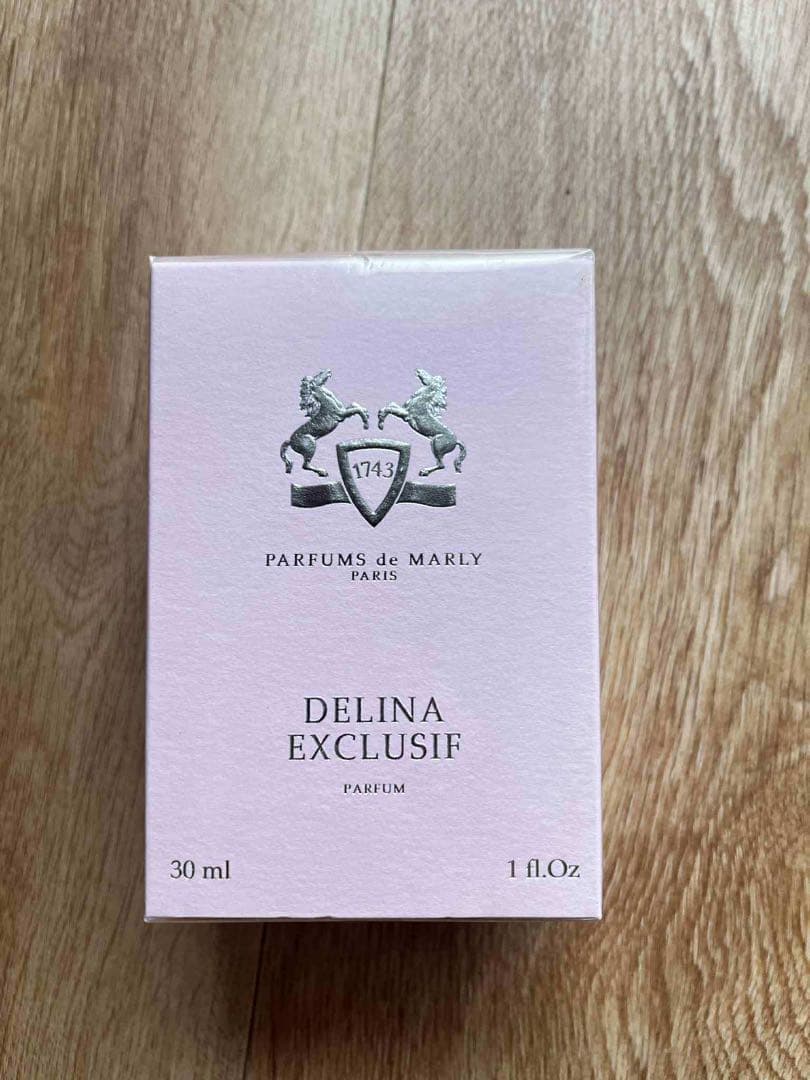 1743
PARFUMS de MARLY
PARIS
DELINA
EXCLUSIF
PARFUM
30 ml 1 fl.Oz